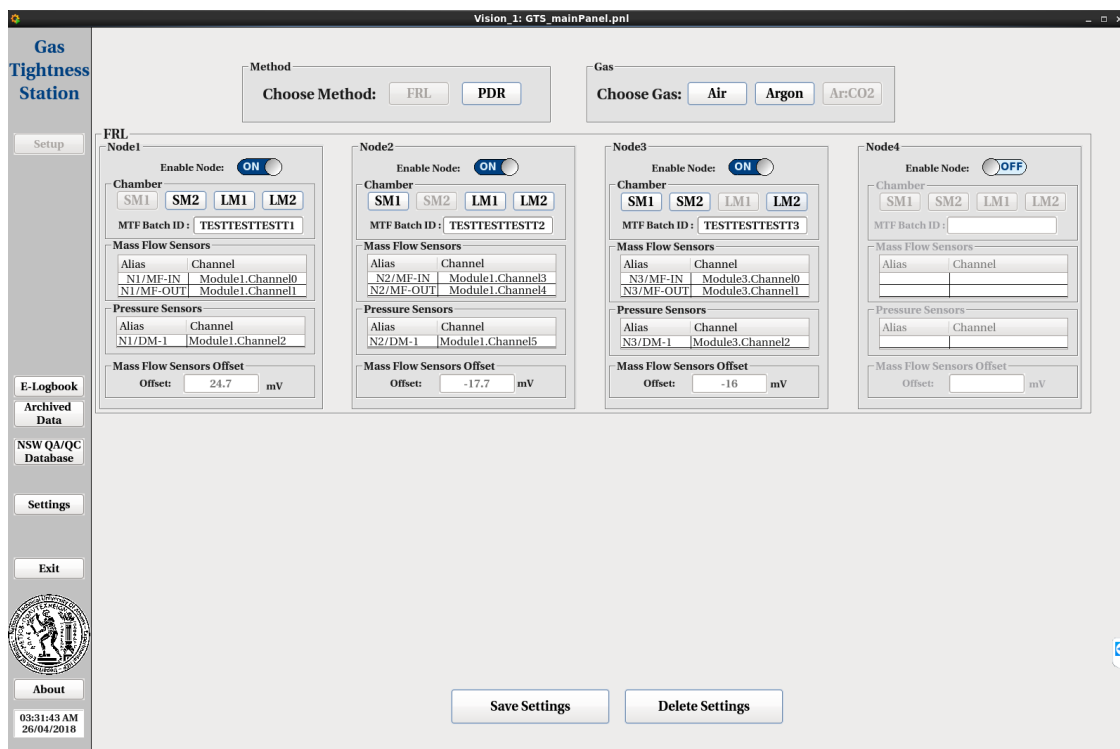 Vision_1: GTS_mainPanel.pnl
Gas
Tightness
Station
Setup
E-Logbook
Archived
Data
NSW QA/QC
Database
Settings
Exit
About
03:31:43 AM
26/04/2018
Method
Choose Method: FRL PDR
Gas
Choose Gas: Air Argon Ar:CO2
FRL
Node1
Enable Node: ON
Chamber
SM1 SM2 LM1 LM2
MTF Batch ID : TESTTESTTESTT1
Mass Flow Sensors
Alias Channel
N1/MF-IN Module1.Channel0
N1/MF-OUT Module1.Channel1
Pressure Sensors
Alias Channel
N1/DM-1 Module1.Channel2
Mass Flow Sensors Offset
Offset: 24.7 mV
Node2
Enable Node: ON
Chamber
SM1 SM2 LM1 LM2
MTF Batch ID : TESTTESTTESTT2
Mass Flow Sensors
Alias Channel
N2/MF-IN Module1.Channel3
N2/MF-OUT Module1.Channel4
Pressure Sensors
Alias Channel
N2/DM-1 Module1.Channel5
Mass Flow Sensors Offset
Offset: -17.7 mV
Node3
Enable Node: ON
Chamber
SM1 SM2 LM1 LM2
MTF Batch ID : TESTTESTTESTT3
Mass Flow Sensors
Alias Channel
N3/MF-IN Module3.Channel0
N3/MF-OUT Module3.Channel1
Pressure Sensors
Alias Channel
N3/DM-1 Module3.Channel2
Mass Flow Sensors Offset
Offset: -16 mV
Node4
Enable Node: OFF
Chamber
SM1 SM2 LM1 LM2
MTF Batch ID :
Mass Flow Sensors
Alias Channel
Pressure Sensors
Alias Channel
Mass Flow Sensors Offset
Offset: mV
Save Settings Delete Settings